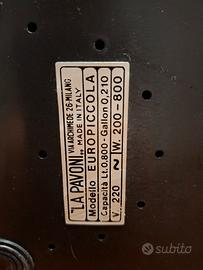 "LA PAVONI"
VIA ARCHIMEDE 26-MILANO
MADE IN ITALY
Modello EUROPICCOLA
Capacità Lt. 0,800 - Gallon 0,210
V. 220 ~ W. 200-800
subito